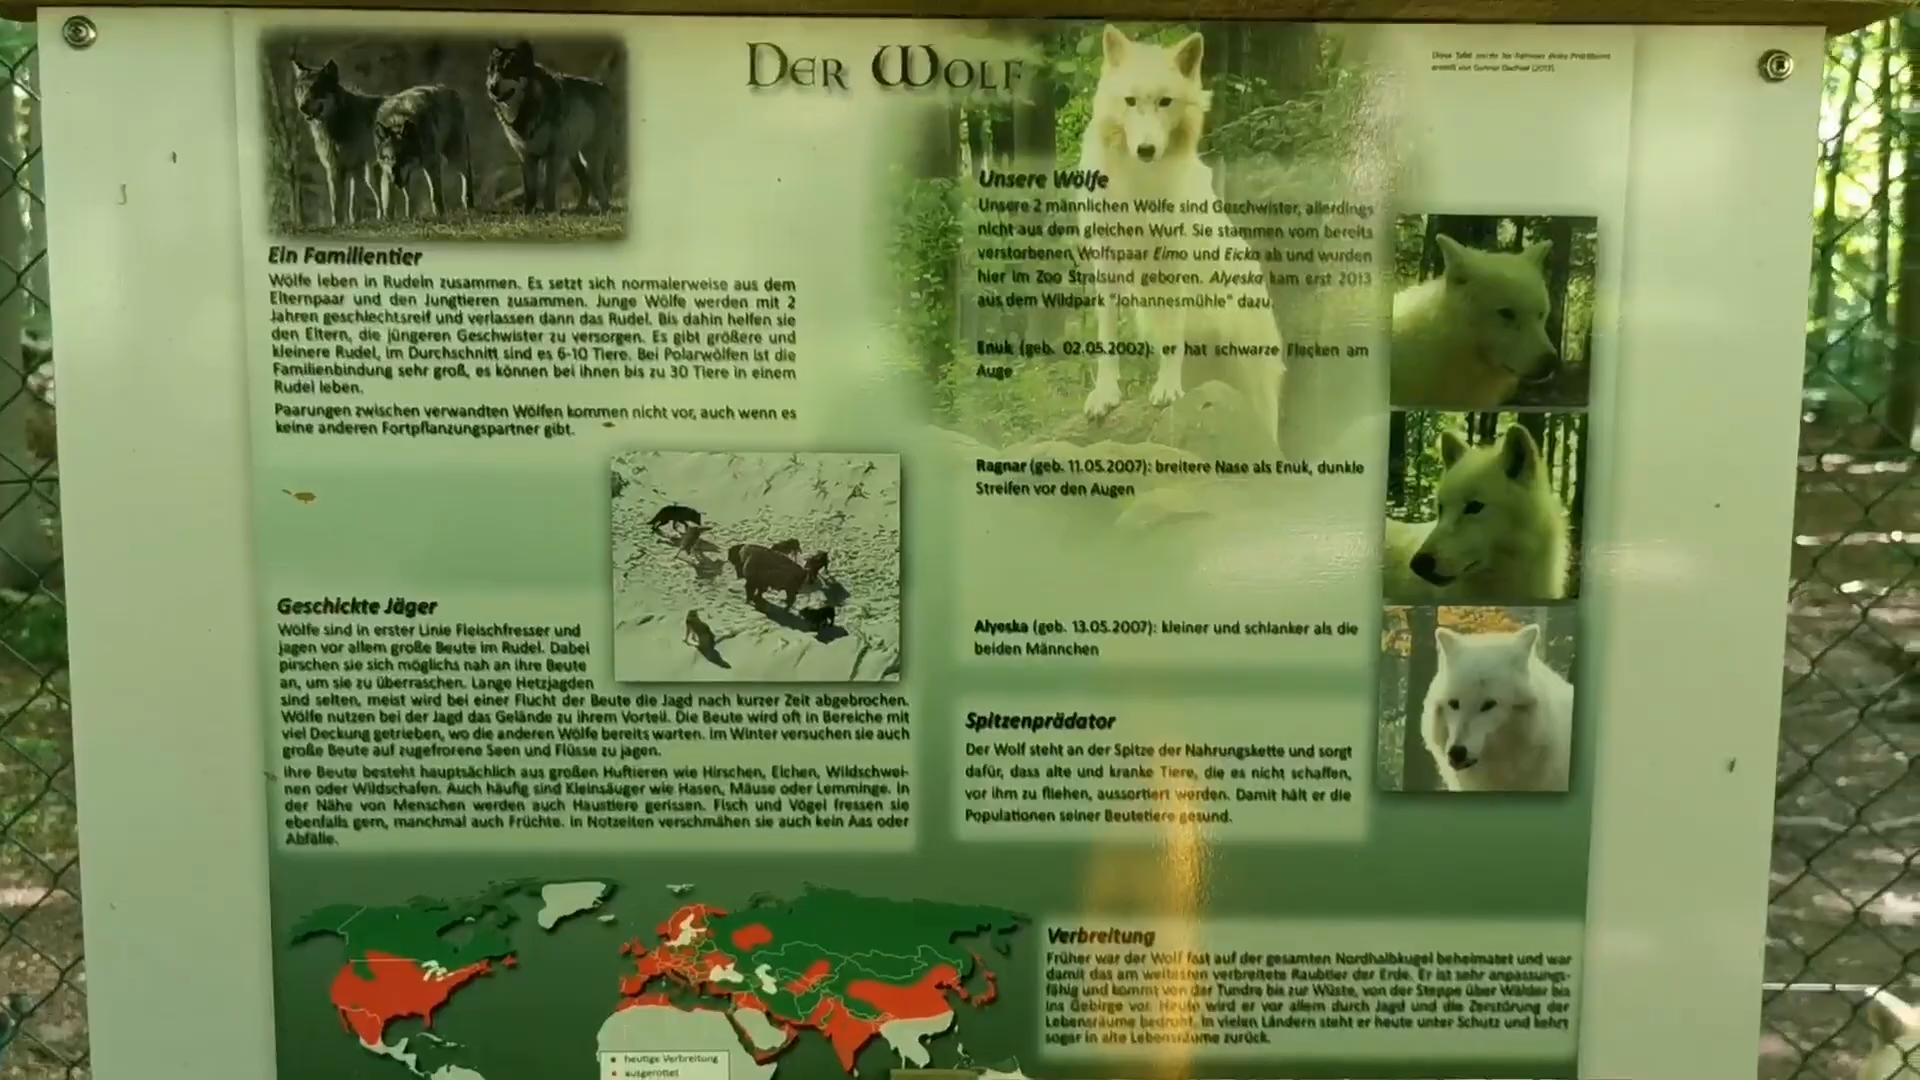 DER WOLF
Ein Familientier
Wölfe leben in Rudeln zusammen. Es setzt sich normalerweise aus dem
Elternpaar und den Jungtieren zusammen. Junge Wölfe werden mit 2
Jahren geschlechtsreif und verlassen dann das Rudel. Bis dahin helfen sie
den Eltern, die jüngeren Geschwister zu versorgen. Es gibt größere und
kleinere Rudel, im Durchschnitt sind es 6-10 Tiere. Bei Polarwölfen ist die
Familienbindung sehr groß, es können bei ihnen bis zu 30 Tiere in einem
Rudel leben.
Paarungen zwischen verwandten Wölfen kommen nicht vor, auch wenn es
keine anderen Fortpflanzungspartner gibt.
Geschickte Jäger
Wölfe sind in erster Linie Fleischfresser und
jagen vor allem große Beute im Rudel. Dabei
pirschen sie sich möglichs nah an ihre Beute
an, um sie zu überraschen. Lange Hetzjagden
sind selten, meist wird bei einer Flucht der Beute die Jagd nach kurzer Zeit abgebrochen.
Wölfe nutzen bei der Jagd das Gelände zu ihrem Vorteil. Die Beute wird oft in Bereiche mit
viel Deckung getrieben, wo die anderen Wölfe bereits warten. Im Winter versuchen sie auch
große Beute auf zugefrorene Seen und Flüsse zu jagen.
Ihre Beute besteht hauptsächlich aus großen Huftieren wie Hirschen, Elchen, Wildschwei-
nen oder Wildschafen. Auch häufig sind Kleinsäuger wie Hasen, Mäuse oder Lemminge. In
der Nähe von Menschen werden auch Haustiere gerissen. Fisch und Vögel fressen sie
ebenfalls gern, manchmal auch Früchte. In Notzeiten verschmähen sie auch kein Aas oder
Abfälle.
heutige Verbreitung
ausgerottet
Unsere Wölfe
Unsere 2 männlichen Wölfe sind Geschwister, allerdings
nicht aus dem gleichen Wurf. Sie stammen vom bereits
verstorbenen Wolfspaar Eimo und Eicka ab und wurden
hier im Zoo Stralsund geboren. Alyeska kam erst 2013
aus dem Wildpark "Johannesmühle" dazu.
Enuk (geb. 02.05.2002): er hat schwarze Flecken am
Auge
Ragnar (geb. 11.05.2007): breitere Nase als Enuk, dunkle
Streifen vor den Augen
Alyeska (geb. 13.05.2007): kleiner und schlanker als die
beiden Männchen
Spitzenprädator
Der Wolf steht an der Spitze der Nahrungskette und sorgt
dafür, dass alte und kranke Tiere, die es nicht schaffen,
vor ihm zu fliehen, aussortiert werden. Damit hält er die
Populationen seiner Beutetiere gesund.
Verbreitung
Früher war der Wolf fast auf der gesamten Nordhalbkugel beheimatet und war
damit das am weitesten verbreitete Raubtier der Erde. Er ist sehr anpassungs-
fähig und kommt von der Tundra bis zur Wüste, von der Steppe über Wälder bis
ins Gebirge vor. Heute wird er vor allem durch Jagd und die Zerstörung der
Lebensräume bedroht. In vielen Ländern steht er heute unter Schutz und kehrt
sogar in alte Lebensräume zurück.